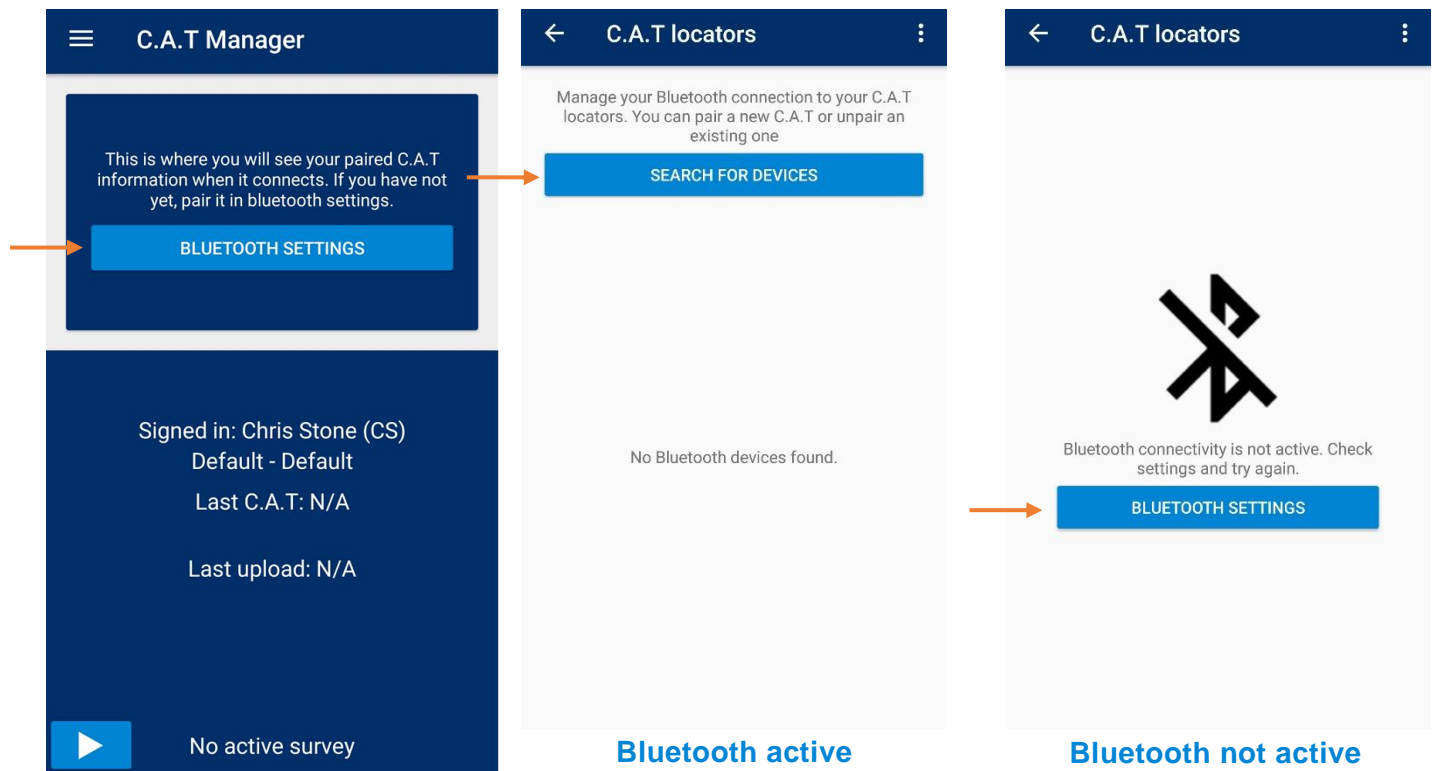 C.A.T Manager
This is where you will see your paired C.A.T
information when it connects. If you have not
yet, pair it in bluetooth settings.
BLUETOOTH SETTINGS
Signed in: Chris Stone (CS)
Default - Default
Last C.A.T: N/A
Last upload: N/A
No active survey
C.A.T locators
Manage your Bluetooth connection to your C.A.T
locators. You can pair a new C.A.T or unpair an
existing one
SEARCH FOR DEVICES
No Bluetooth devices found.
Bluetooth active
C.A.T locators
Bluetooth connectivity is not active. Check
settings and try again.
BLUETOOTH SETTINGS
Bluetooth not active